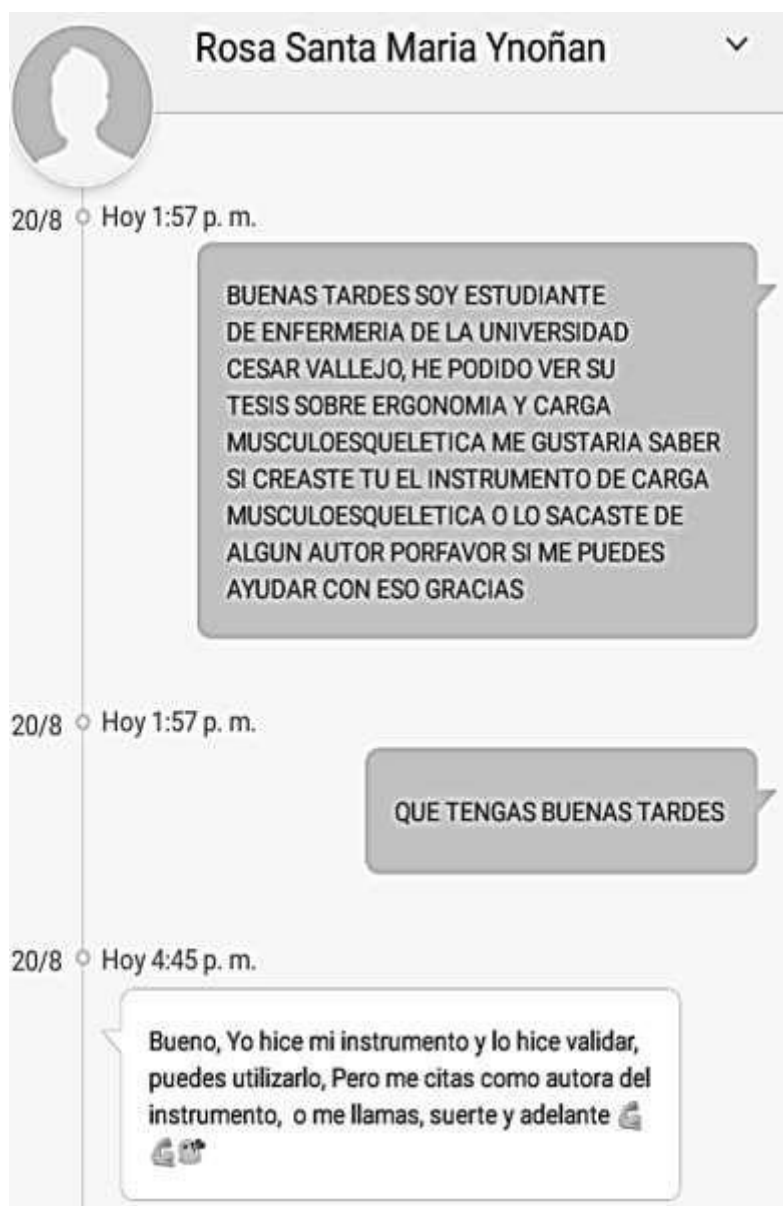 Rosa Santa Maria Ynoñan
20/8 Hoy 1:57 p. m.
BUENAS TARDES SOY ESTUDIANTE
DE ENFERMERIA DE LA UNIVERSIDAD
CESAR VALLEJO, HE PODIDO VER SU
TESIS SOBRE ERGONOMIA Y CARGA
MUSCULOESQUELETICA ME GUSTARIA SABER
SI CREASTE TU EL INSTRUMENTO DE CARGA
MUSCULOESQUELETICA O LO SACASTE DE
ALGUN AUTOR PORFAVOR SI ME PUEDES
AYUDAR CON ESO GRACIAS
20/8 Hoy 1:57 p. m.
QUE TENGAS BUENAS TARDES
20/8 Hoy 4:45 p. m.
Bueno, Yo hice mi instrumento y lo hice validar,
puedes utilizarlo, Pero me citas como autora del
instrumento, o me llamas, suerte y adelante